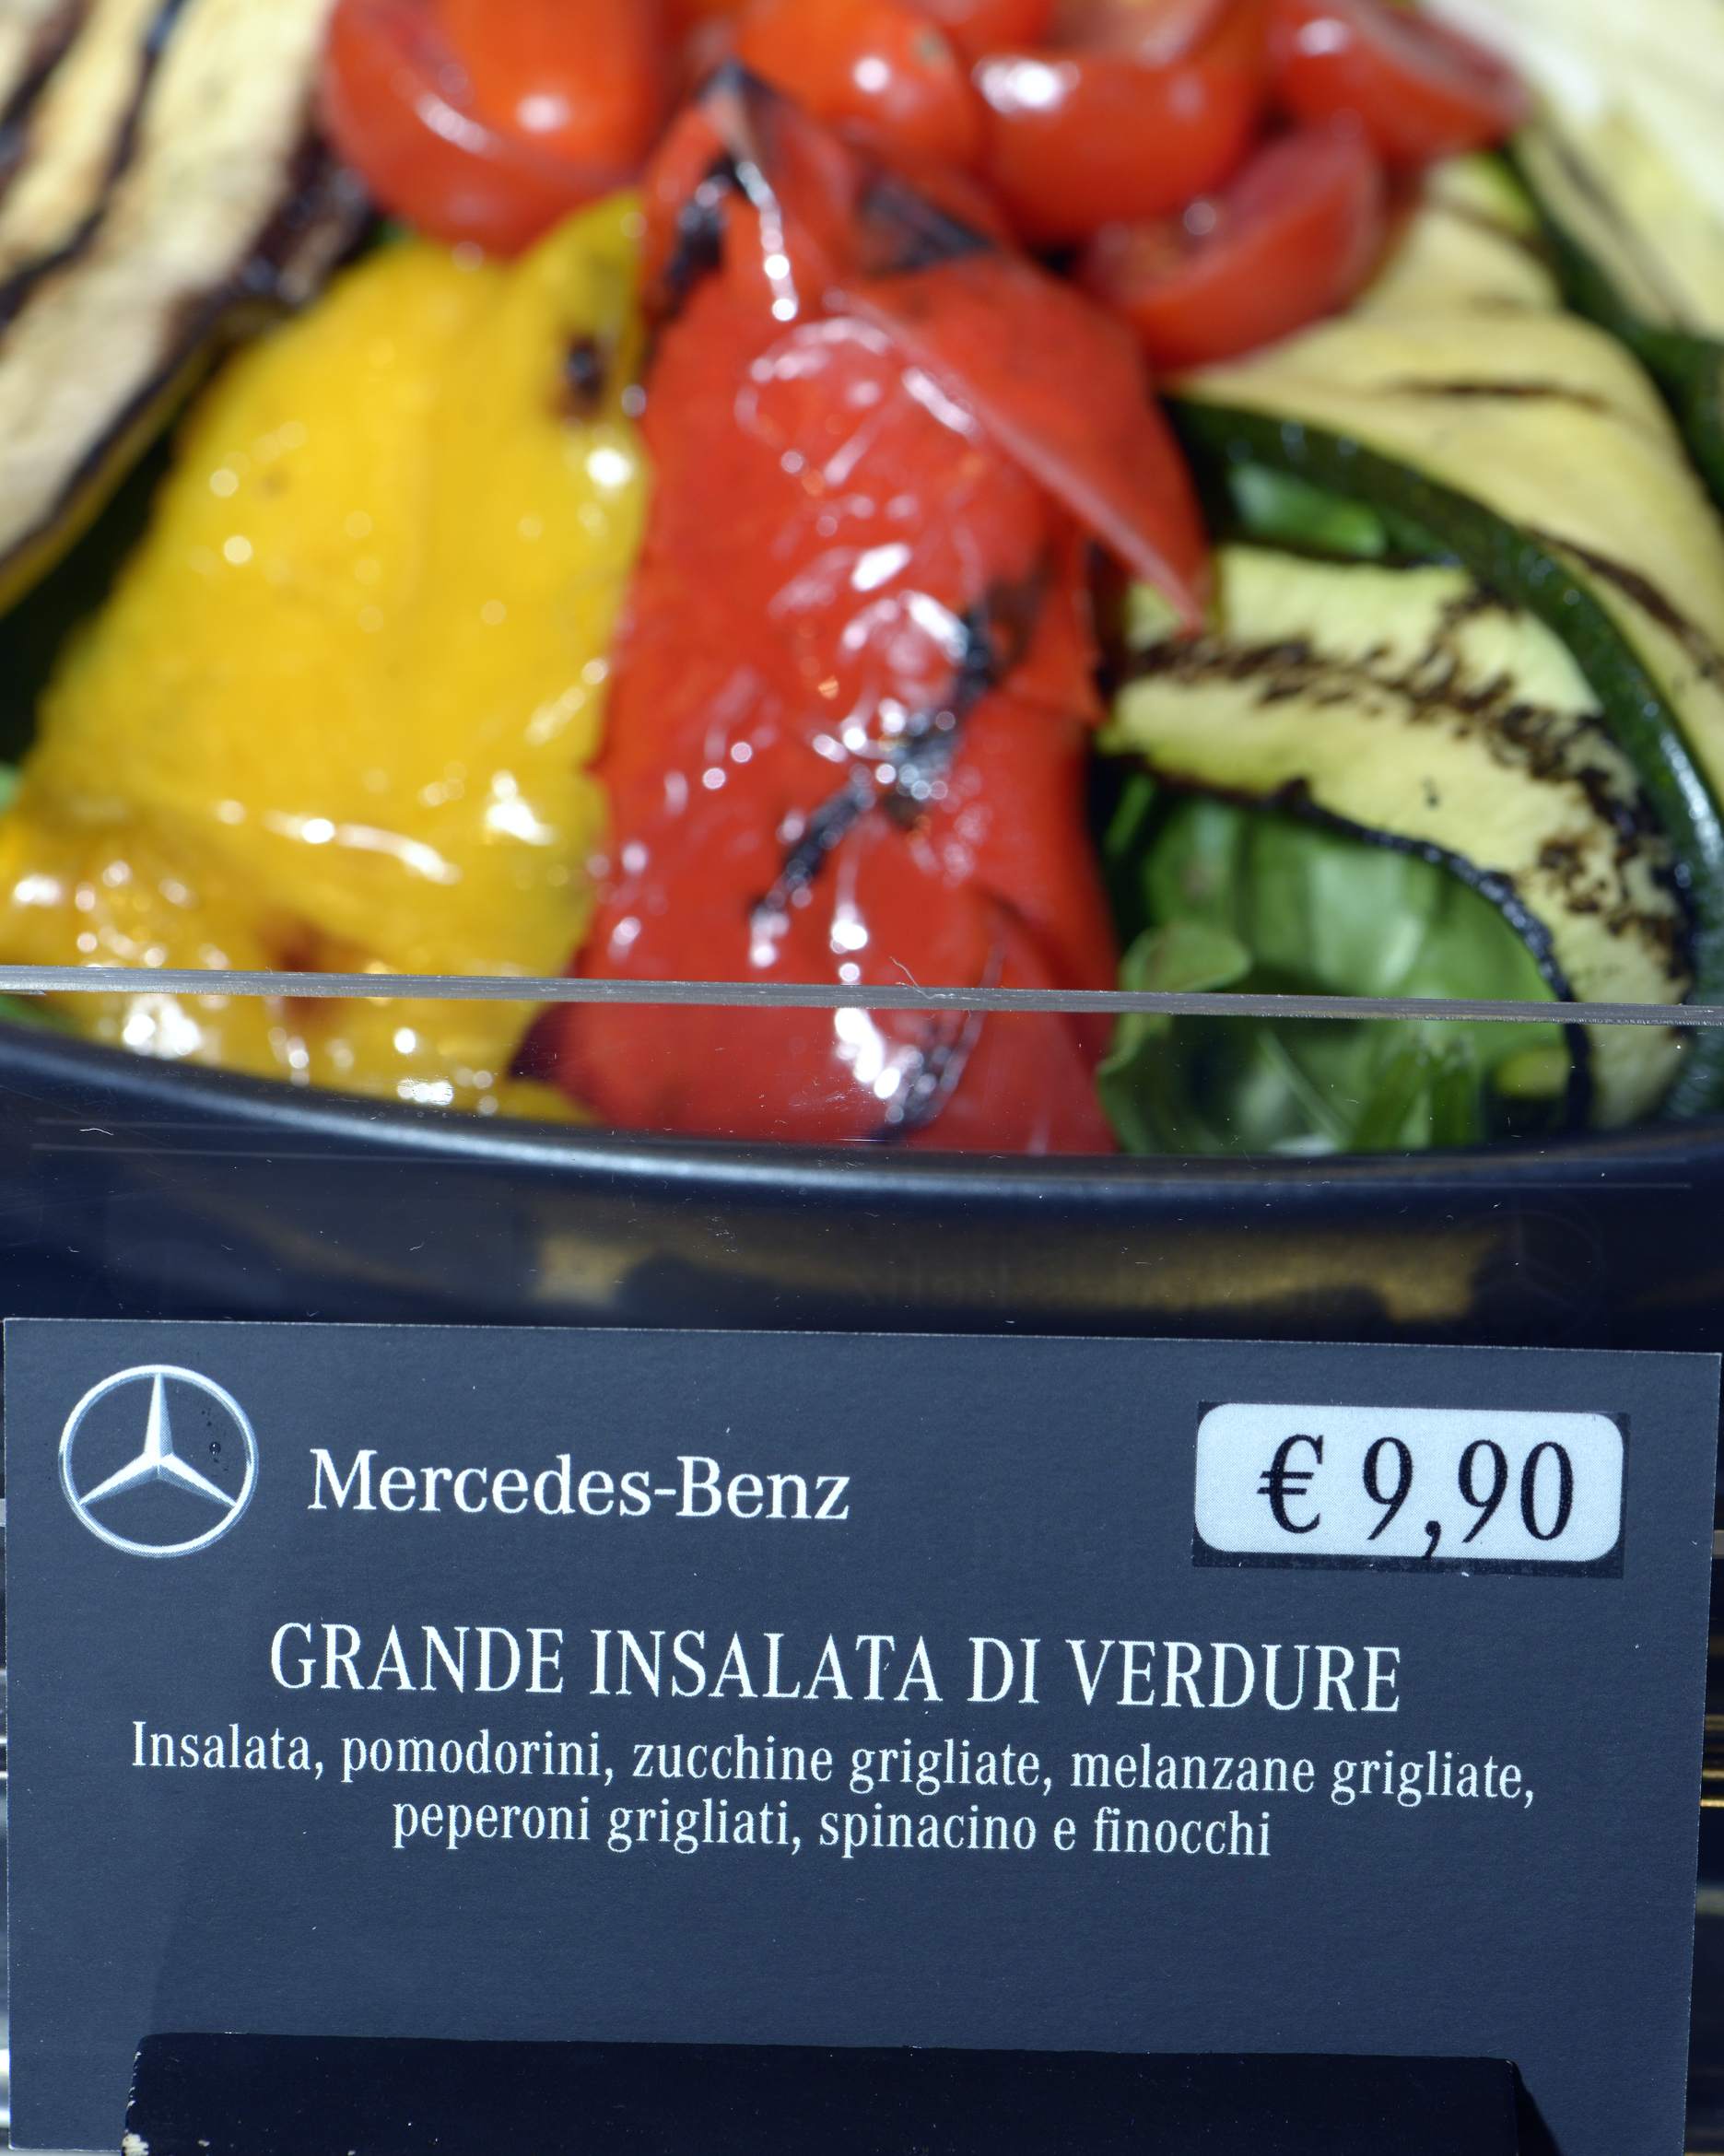 Mercedes-Benz
€ 9,90
GRANDE INSALATA DI VERDURE
Insalata, pomodorini, zucchine grigliate, melanzane grigliate,
peperoni grigliati, spinacino e finocchi